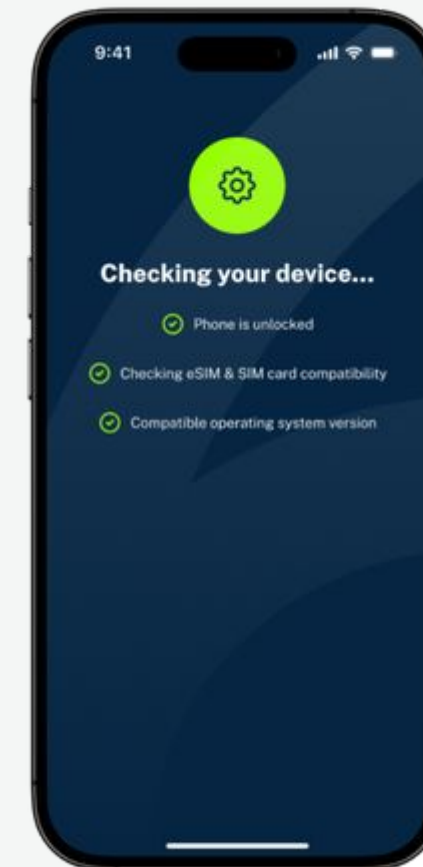 9:41
Checking your device...
Phone is unlocked
Checking eSIM & SIM card compatibility
Compatible operating system version